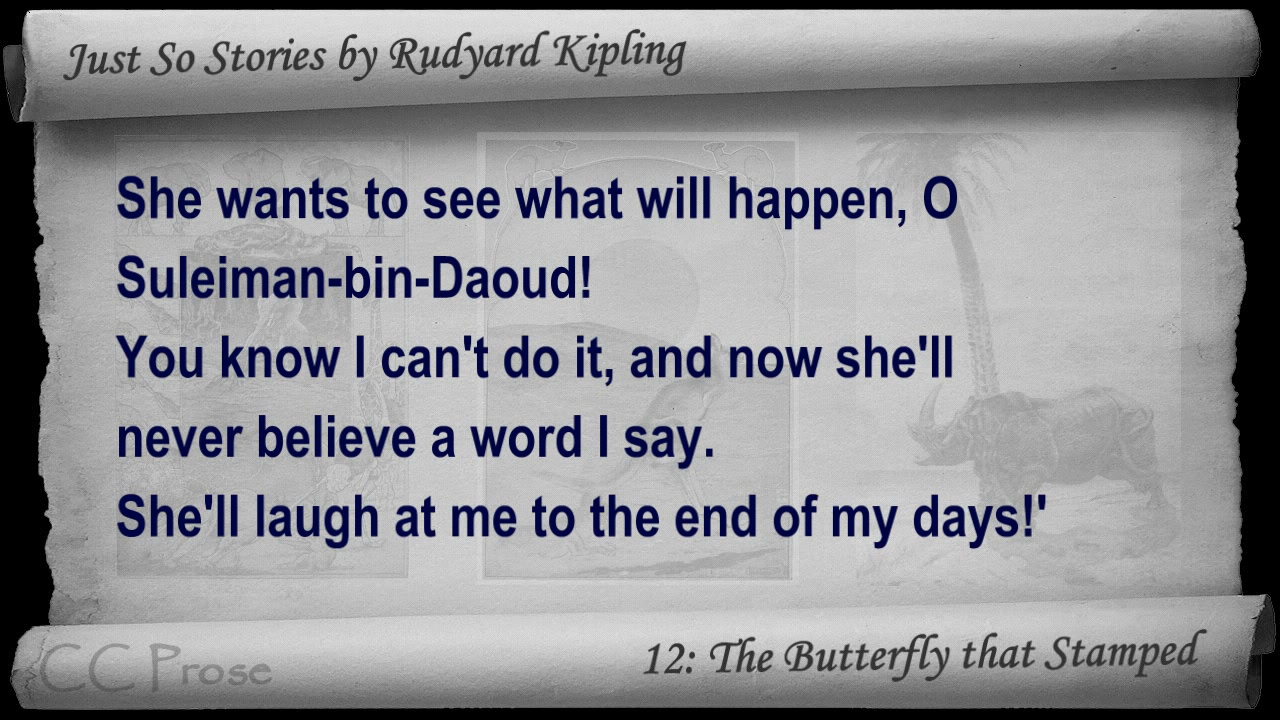 Just So Stories by Rudyard Kipling
She wants to see what will happen, O
Suleiman-bin-Daoud!
You know I can't do it, and now she'll
never believe a word I say.
She'll laugh at me to the end of my days!'
CC Prose
12: The Butterfly that Stamped